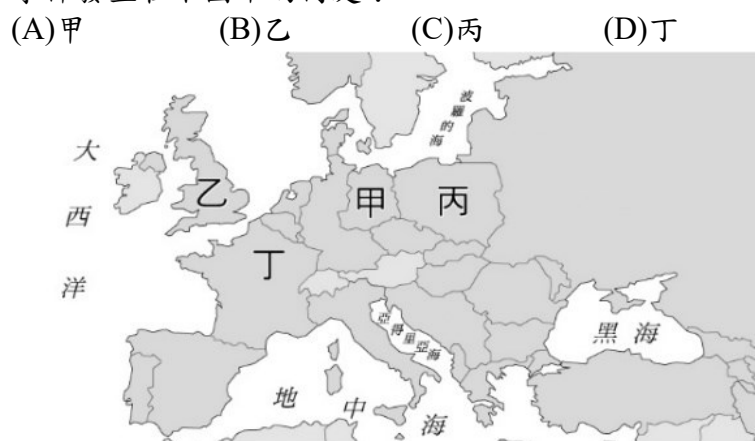 (A)甲 (B)乙 (C)丙 (D)丁
波羅的海
大西洋
乙
甲
丙
丁
亞得里亞海
黑海
地中海